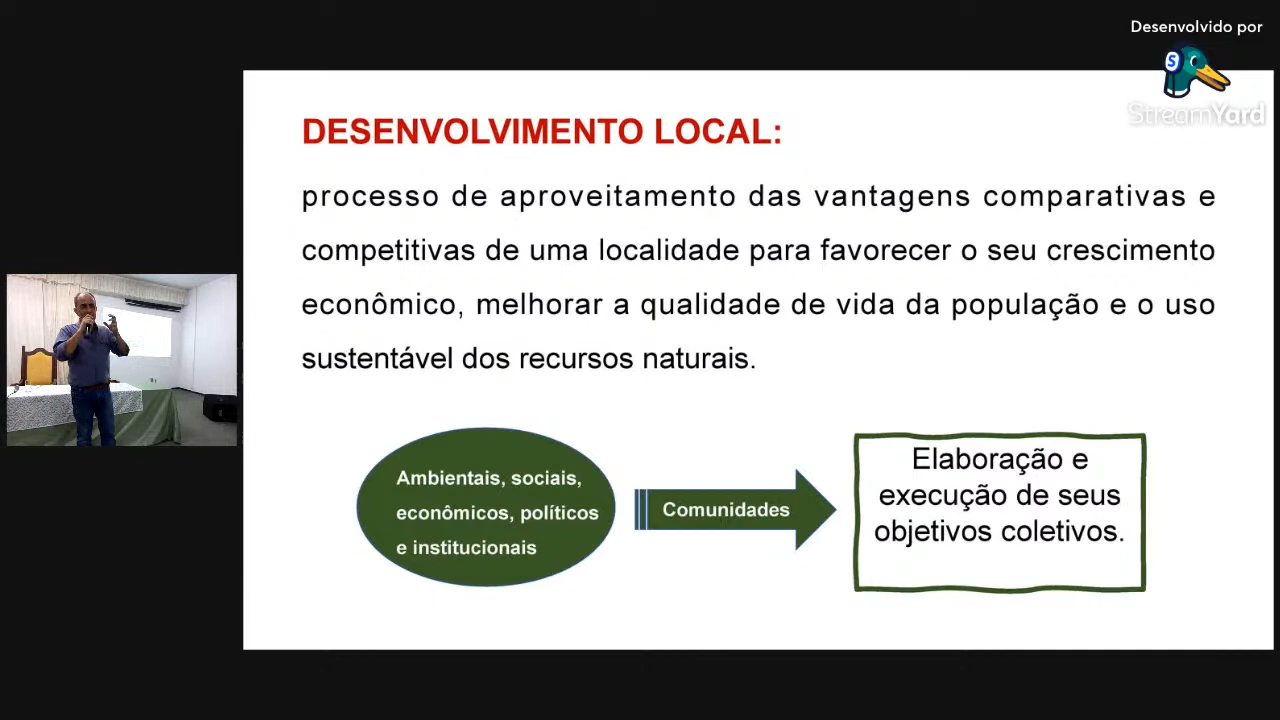 Desenvolvido por
StreamYard
DESENVOLVIMENTO LOCAL:
processo de aproveitamento das vantagens comparativas e
competitivas de uma localidade para favorecer o seu crescimento
econômico, melhorar a qualidade de vida da população e o uso
sustentável dos recursos naturais.
Ambientais, sociais,
econômicos, políticos
e institucionais
Comunidades
Elaboração e
execução de seus
objetivos coletivos.